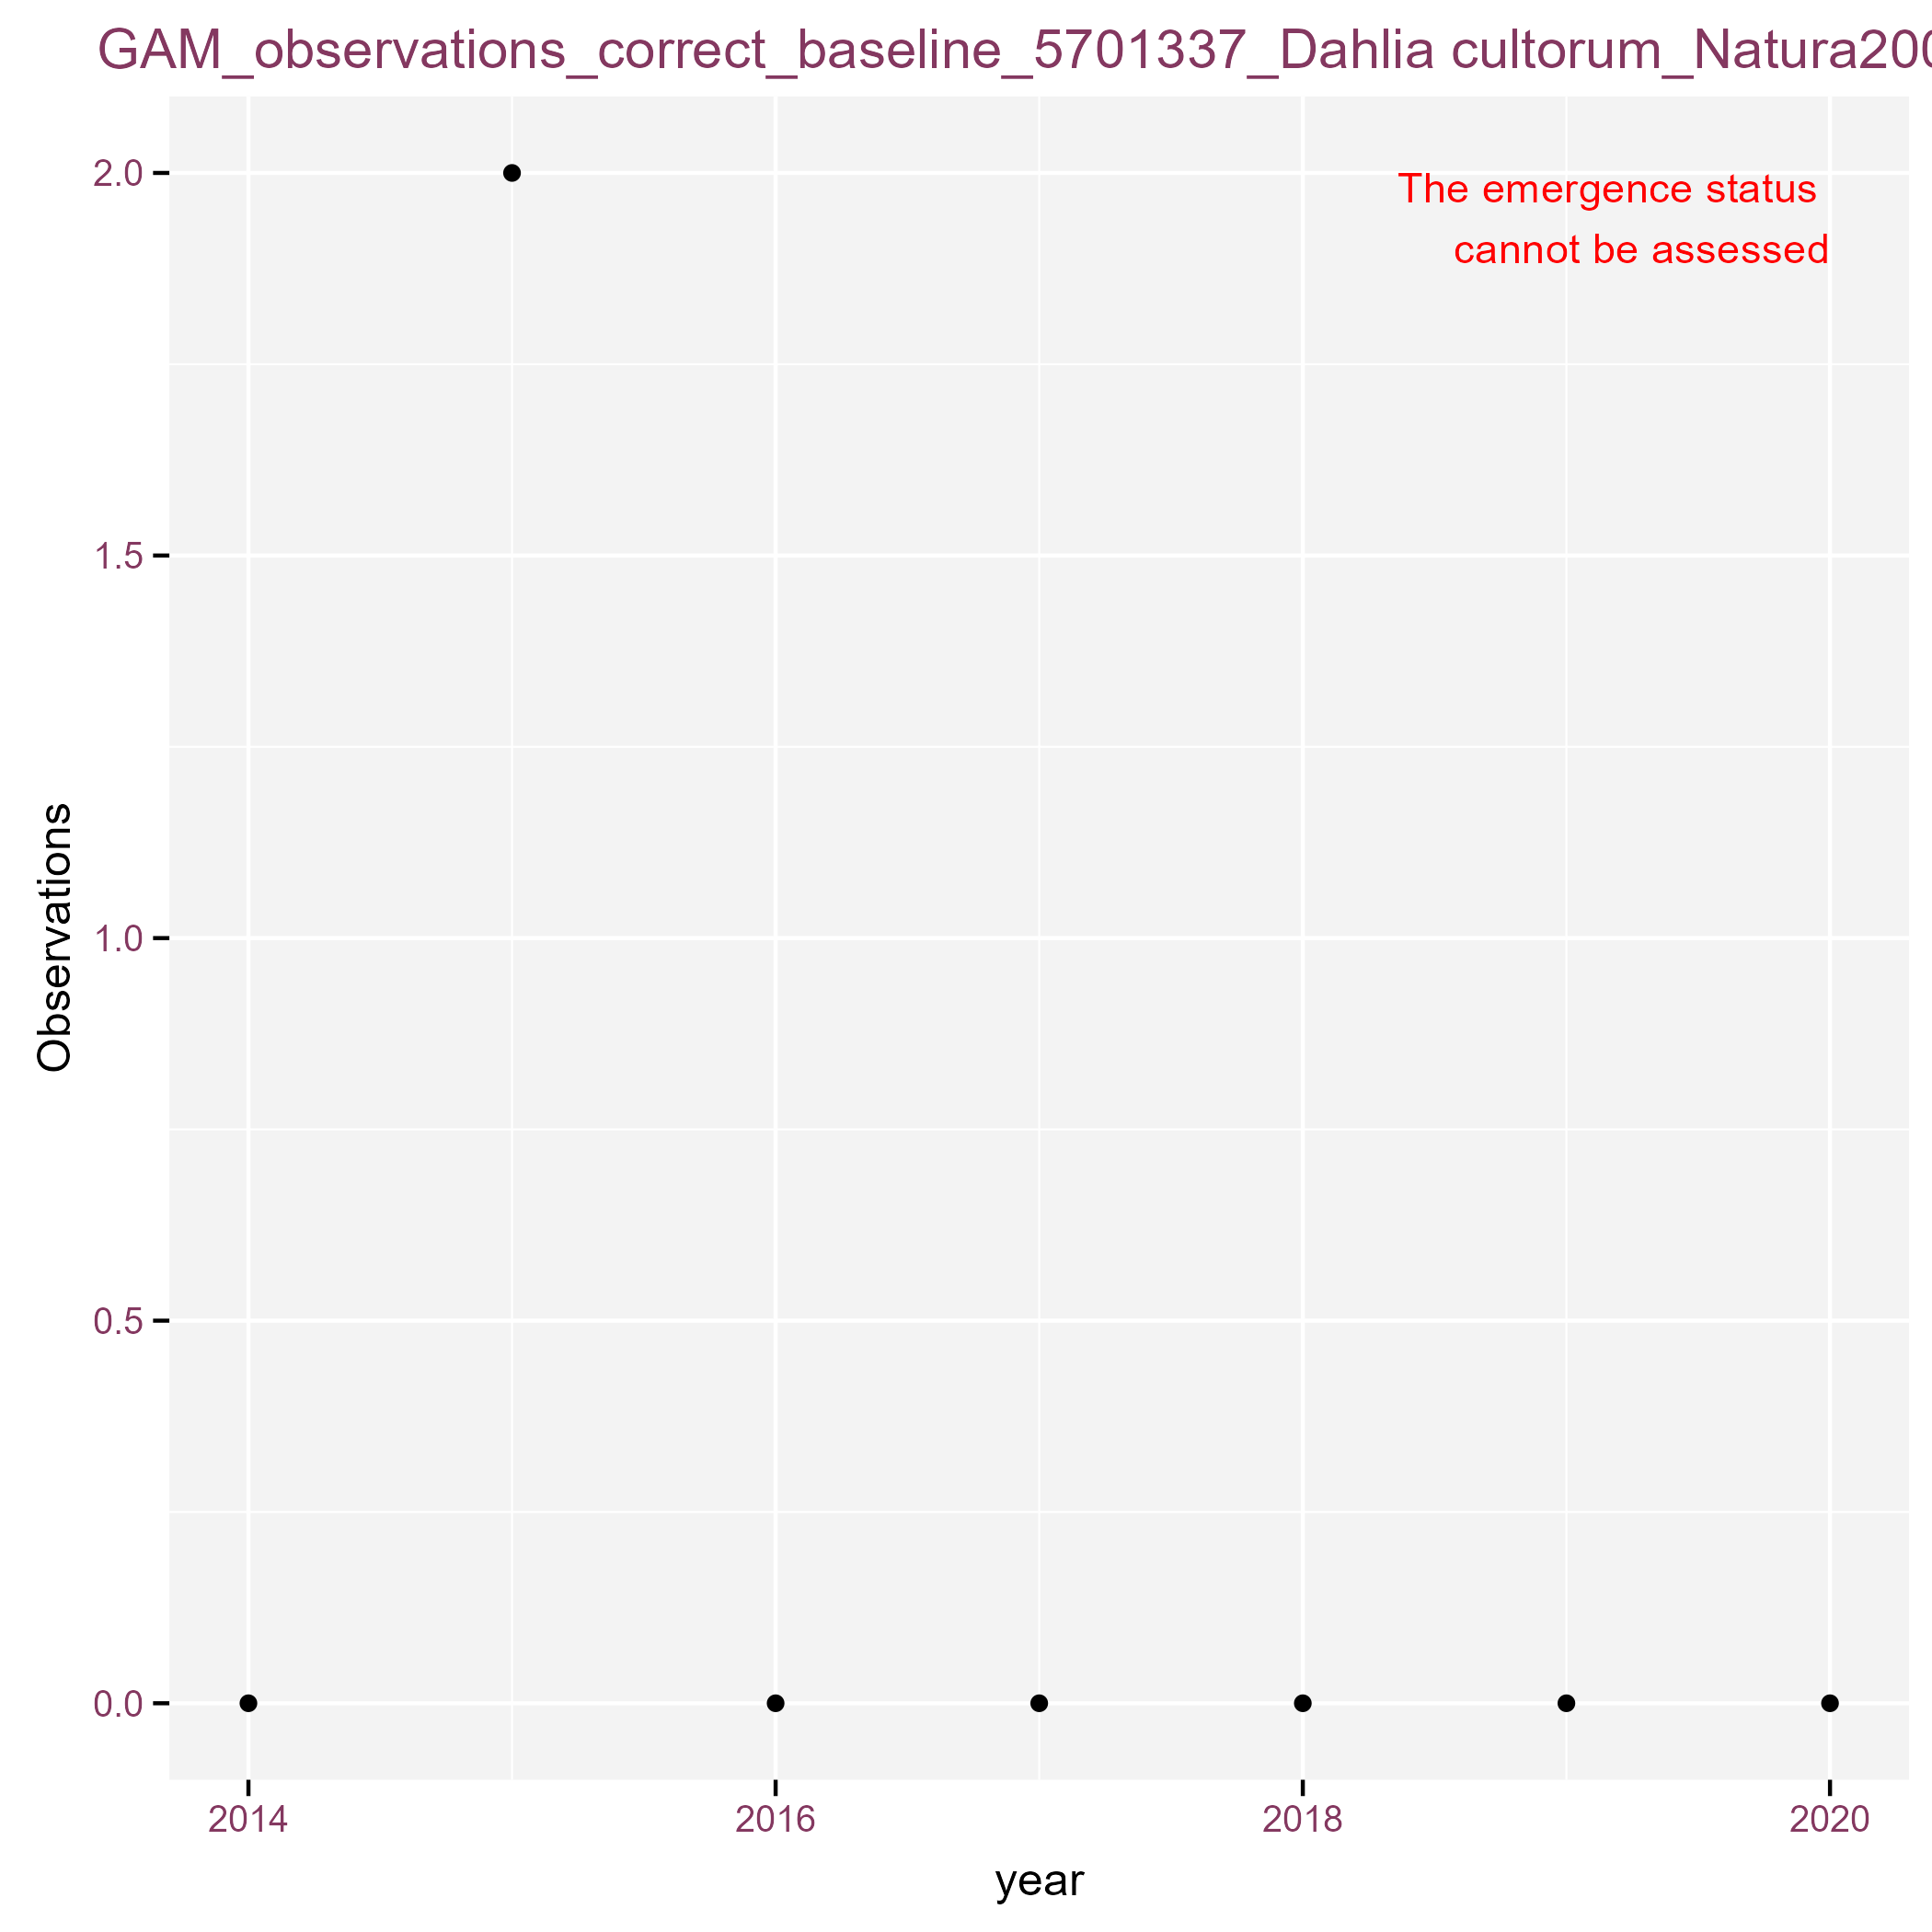 GAM_observations_correct_baseline_5701337_Dahlia cultorum_Natura200
The emergence status
cannot be assessed
2.0
1.5
1.0
0.5
0.0
Observations
2014 2016 2018 2020
year